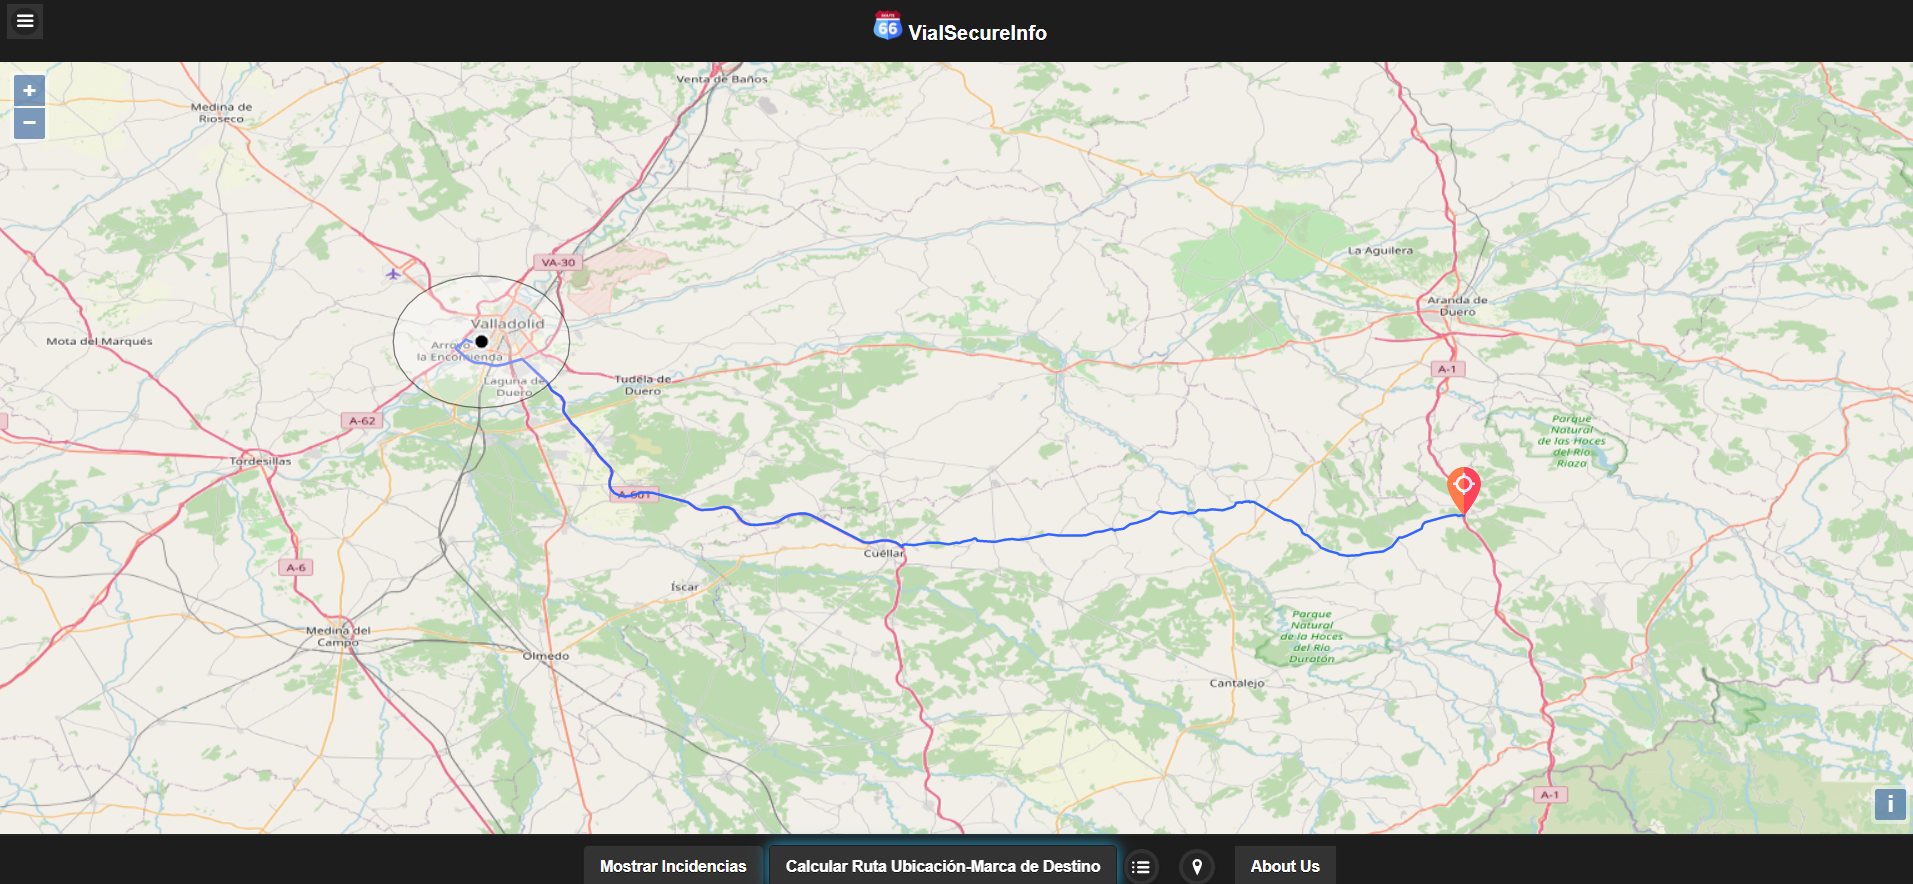 ROUTE
66
VialSecureInfo
+
−
Venta de Baños
Medina de
Rioseco
VA-30
La Aguilera
Aranda de
Duero
Valladolid
Mota del Marqués
Arroyo
la Encomienda
Laguna de
Duero
Tudela de
Duero
A-1
A-62
Parque
Natural
de las Hoces
del Río
Riaza
Tordesillas
A-601
Cuéllar
A-6
Íscar
Medina del
Campo
Olmedo
Parque
Natural
de la Hoces
del Río
Duratón
Cantalejo
A-1
i
Mostrar Incidencias
Calcular Ruta Ubicación-Marca de Destino
About Us